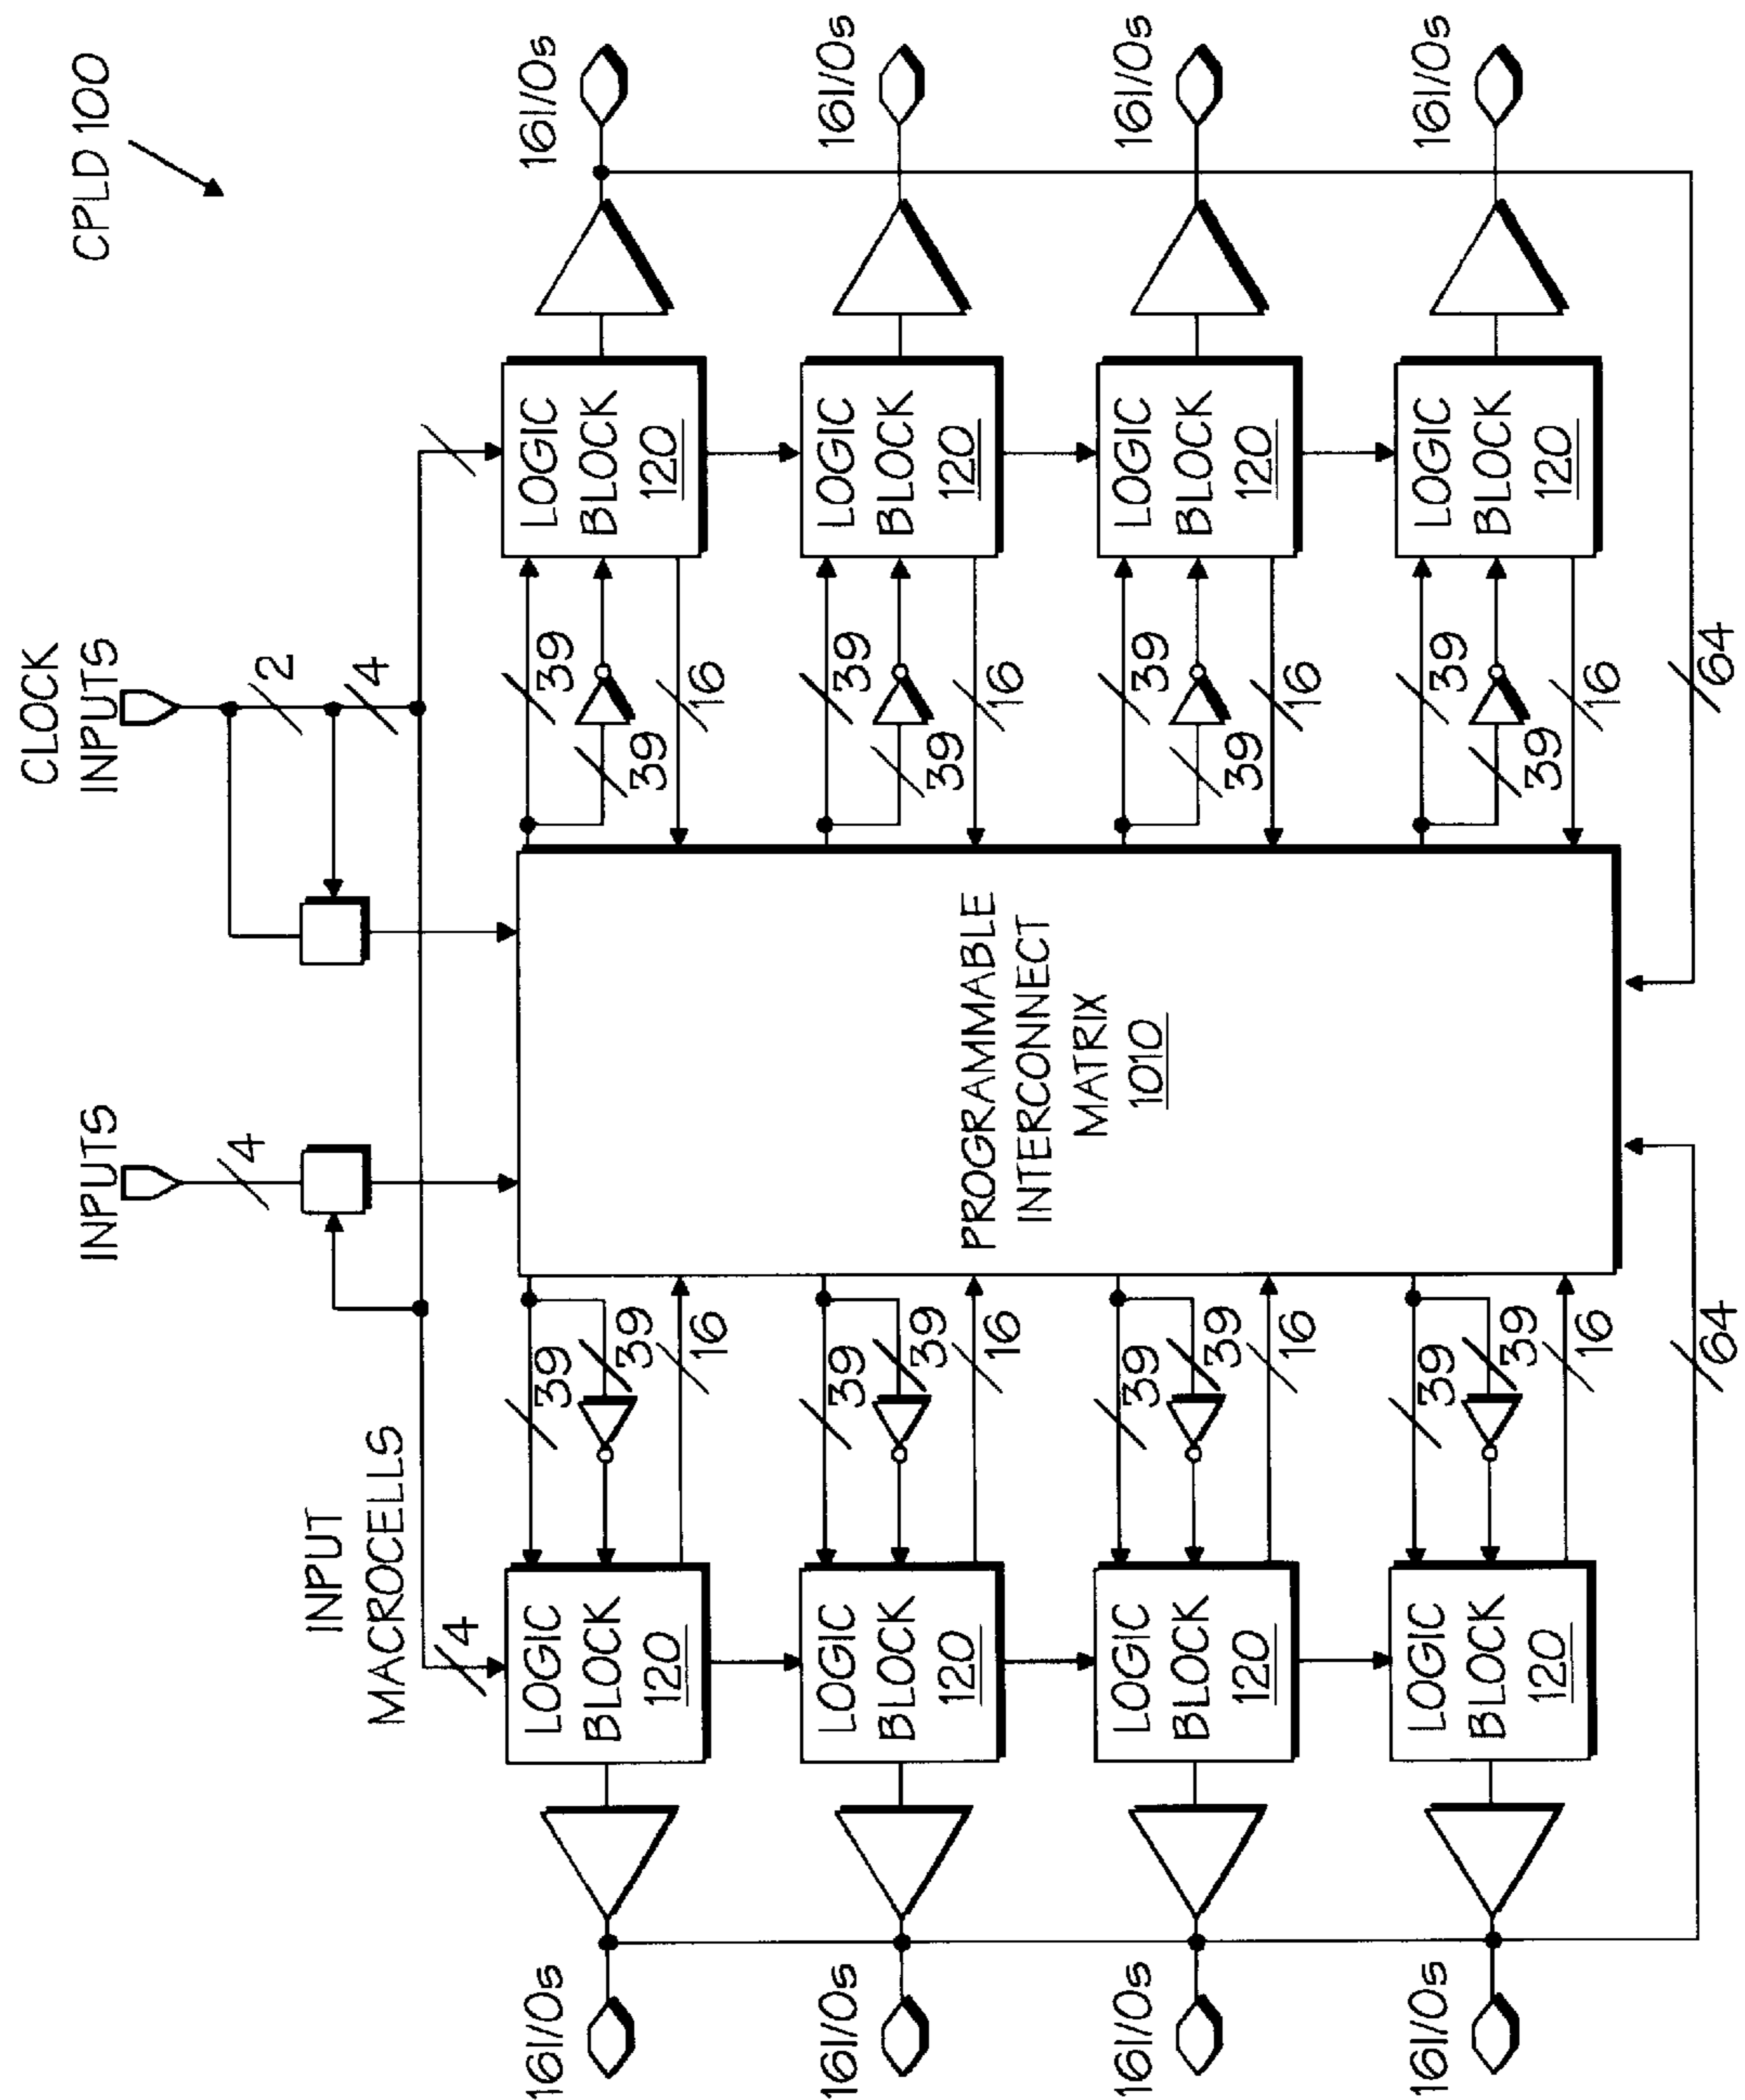 CPLD 100
CLOCK
INPUTS
INPUTS
4
2
4
INPUT
MACROCELLS
4
16I/Os
LOGIC
BLOCK
120
39
39
16
39
39
16
LOGIC
BLOCK
120
16I/Os
16I/Os
LOGIC
BLOCK
120
39
39
16
39
39
16
LOGIC
BLOCK
120
16I/Os
PROGRAMMABLE
INTERCONNECT
MATRIX
1010
16I/Os
LOGIC
BLOCK
120
39
39
16
39
39
16
LOGIC
BLOCK
120
16I/Os
16I/Os
LOGIC
BLOCK
120
39
39
16
39
39
16
LOGIC
BLOCK
120
16I/Os
64
64